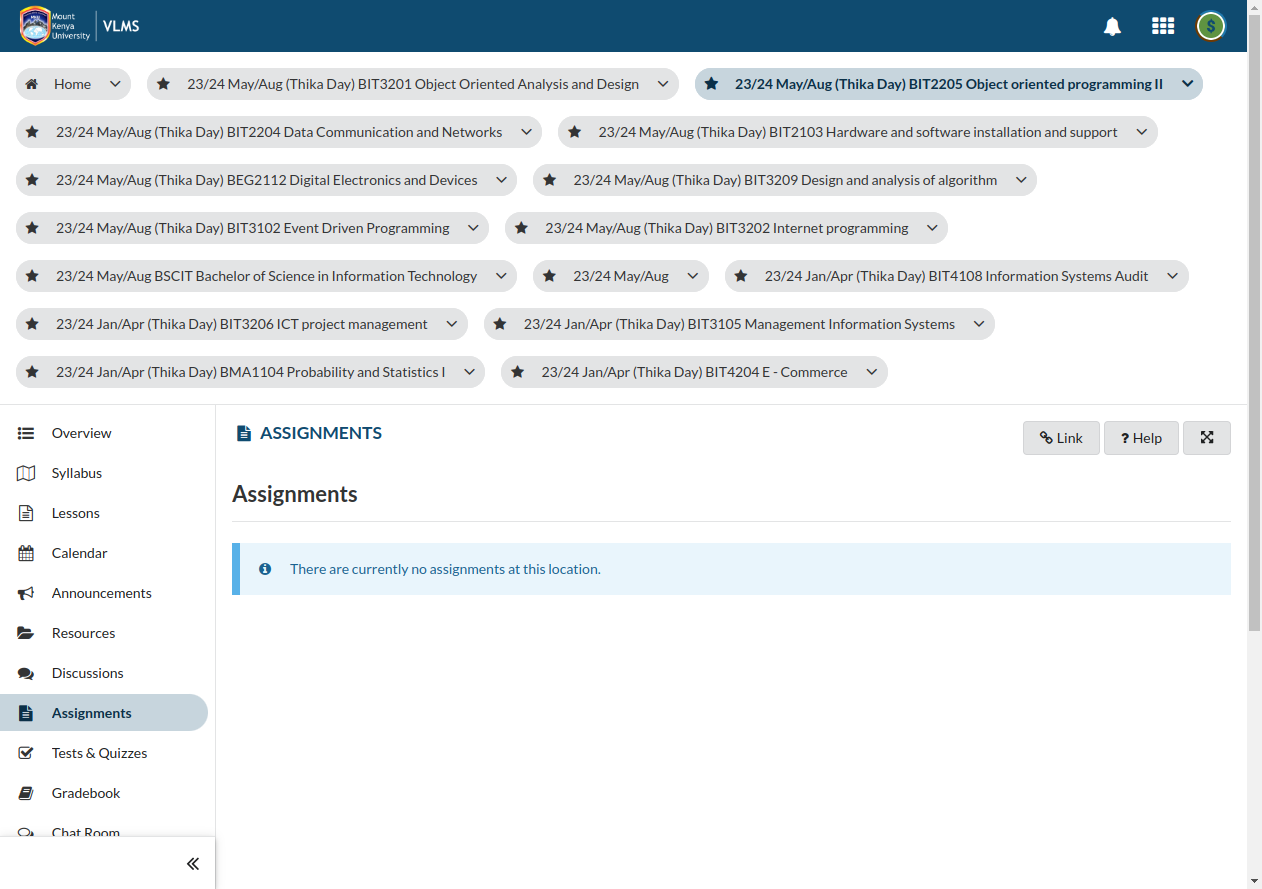 Mount
Kenya
University
VLMS
Home
23/24 May/Aug (Thika Day) BIT3201 Object Oriented Analysis and Design
23/24 May/Aug (Thika Day) BIT2205 Object oriented programming II
23/24 May/Aug (Thika Day) BIT2204 Data Communication and Networks
23/24 May/Aug (Thika Day) BIT2103 Hardware and software installation and support
23/24 May/Aug (Thika Day) BEG2112 Digital Electronics and Devices
23/24 May/Aug (Thika Day) BIT3209 Design and analysis of algorithm
23/24 May/Aug (Thika Day) BIT3102 Event Driven Programming
23/24 May/Aug (Thika Day) BIT3202 Internet programming
23/24 May/Aug BSCIT Bachelor of Science in Information Technology
23/24 May/Aug
23/24 Jan/Apr (Thika Day) BIT4108 Information Systems Audit
23/24 Jan/Apr (Thika Day) BIT3206 ICT project management
23/24 Jan/Apr (Thika Day) BIT3105 Management Information Systems
23/24 Jan/Apr (Thika Day) BMA1104 Probability and Statistics I
23/24 Jan/Apr (Thika Day) BIT4204 E - Commerce
Overview
Syllabus
Lessons
Calendar
Announcements
Resources
Discussions
Assignments
Tests & Quizzes
Gradebook
Chat Room
ASSIGNMENTS
Link
? Help
Assignments
There are currently no assignments at this location.